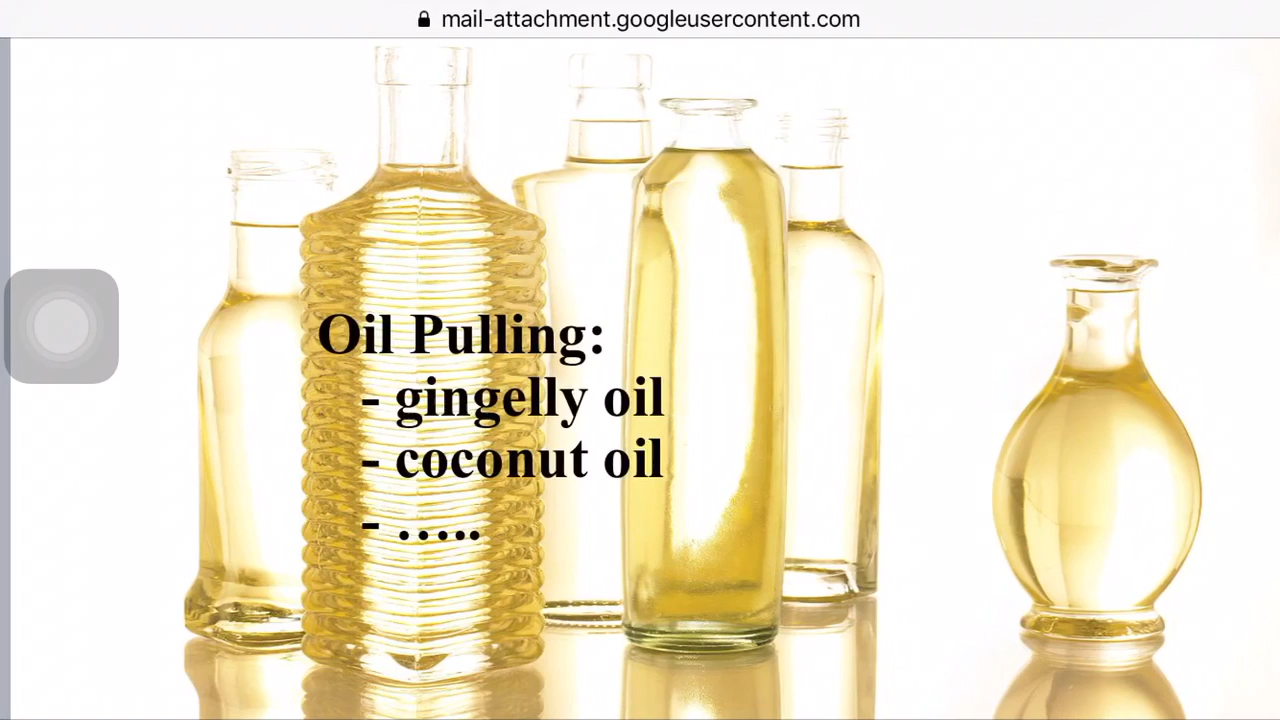 mail-attachment.googleusercontent.com
Oil Pulling:
- gingelly oil
- coconut oil
- …..